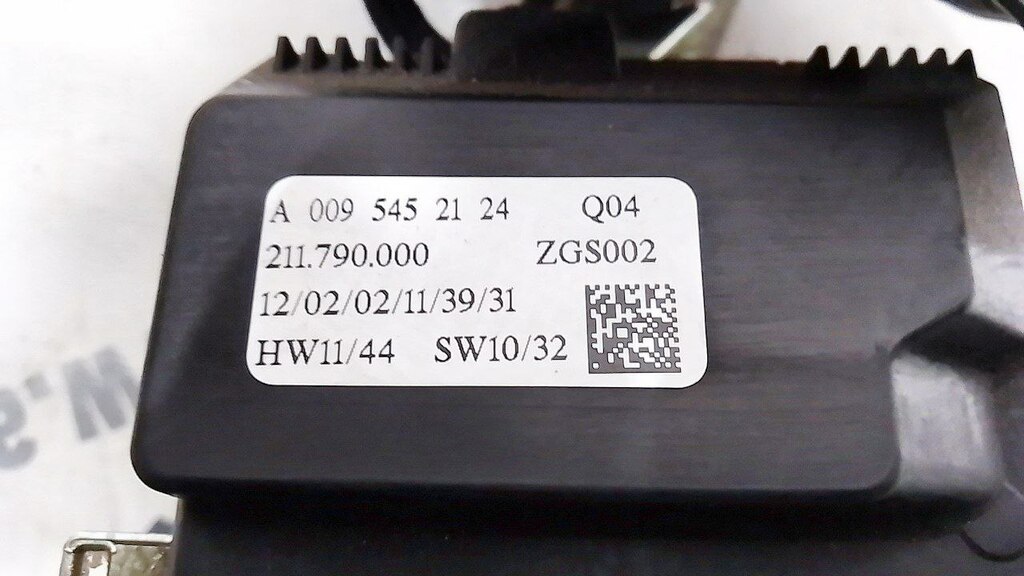 A 009 545 21 24 Q04
211.790.000 ZGS002
12/02/02/11/39/31
HW11/44 SW10/32